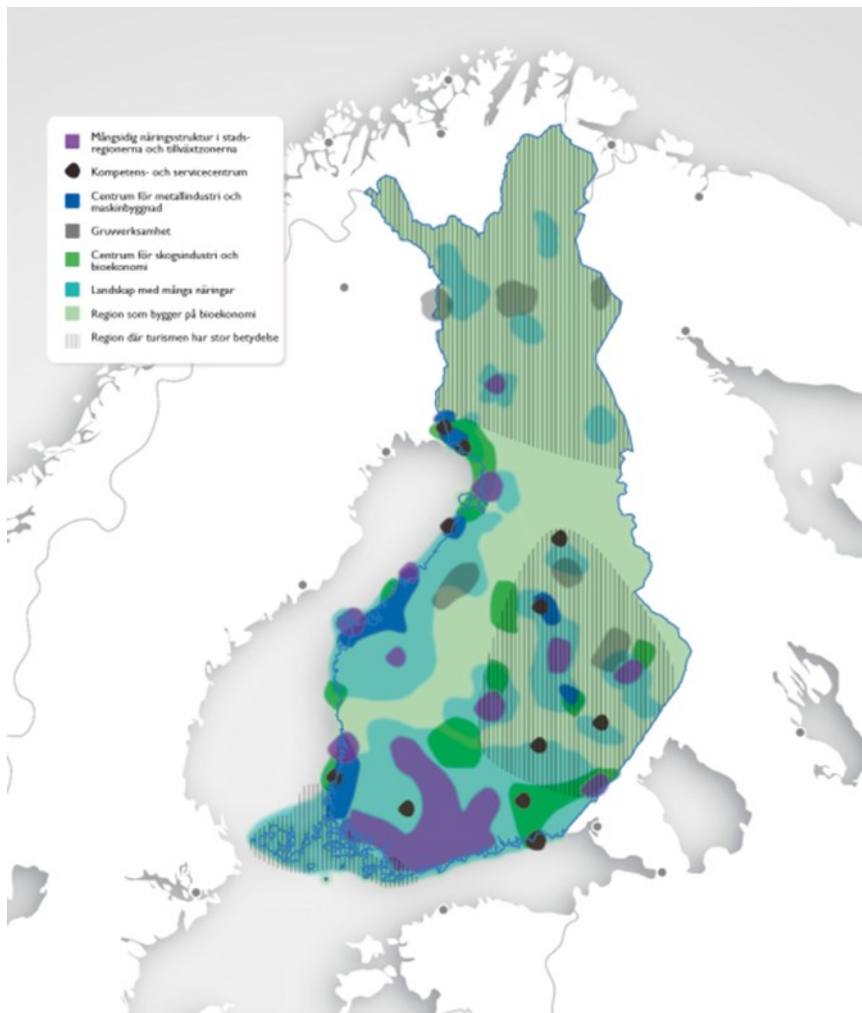 Mångsidig näringsstruktur i stads-
regionerna och tillväxtzonerna
Kompetens- och servicecentrum
Centrum för metallindustri och
maskinbyggnad
Gruvverksamhet
Centrum för skogsindustri och
bioekonomi
Landskap med många näringar
Region som bygger på bioekonomi
Region där turismen har stor betydelse